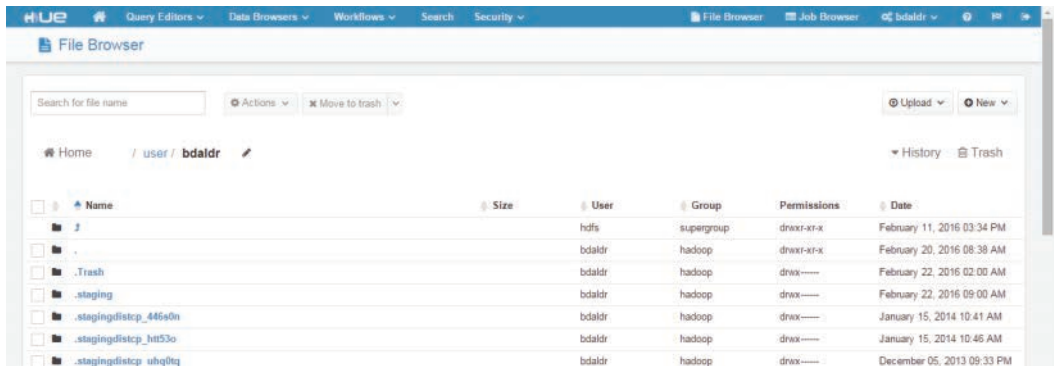 HUE Query Editors Data Browsers Workflows Search Security File Browser Job Browser bdaldr
File Browser
Search for file name Actions Move to trash Upload New
Home / user / bdaldr History Trash
Name Size User Group Permissions Date
hdfs supergroup drwxr-xr-x February 11, 2016 03:34 PM
. bdaldr hadoop drwxr-xr-x February 20, 2016 08:38 AM
.Trash bdaldr hadoop drwx------ February 22, 2016 02:00 AM
.staging bdaldr hadoop drwx------ February 22, 2016 09:00 AM
.stagingdistcp_446s0n bdaldr hadoop drwx------ January 15, 2014 10:41 AM
.stagingdistcp_htt53o bdaldr hadoop drwx------ January 15, 2014 10:46 AM
.stagingdistcp_uhq0tq bdaldr hadoop drwx------ December 05, 2013 09:33 PM